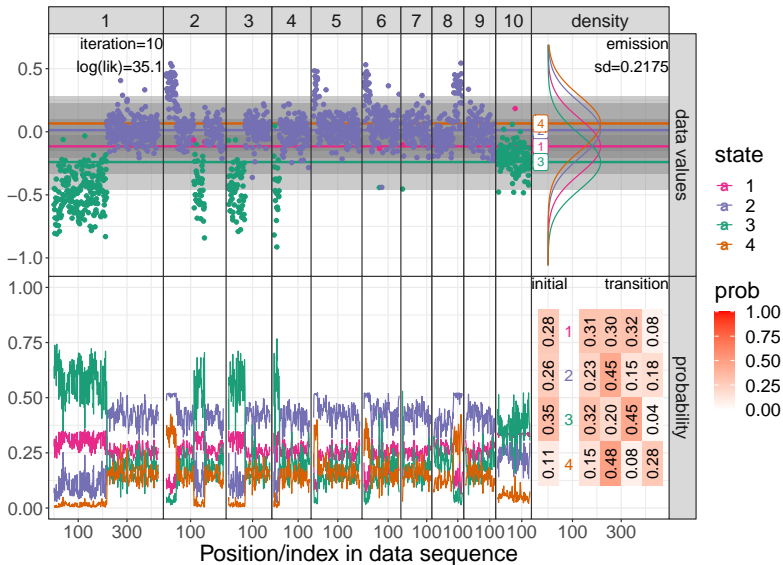 1 2 3 4 5 6 7 8 9 10 density
iteration=10
log(lik)=35.1
emission
sd=0.2175
0.5
0.0
−0.5
−1.0
4
1
3
data values
1.00
0.75
0.50
0.25
0.00
initial transition
0.28 1 0.31 0.30 0.32 0.08
0.26 2 0.23 0.45 0.15 0.18
0.35 3 0.32 0.20 0.45 0.04
0.11 4 0.15 0.48 0.08 0.28
probability
100 300 100 100 100 100 100 100 100 100 100 100 300
Position/index in data sequence
state
a 1
a 2
a 3
a 4
prob
1.00
0.75
0.50
0.25
0.00